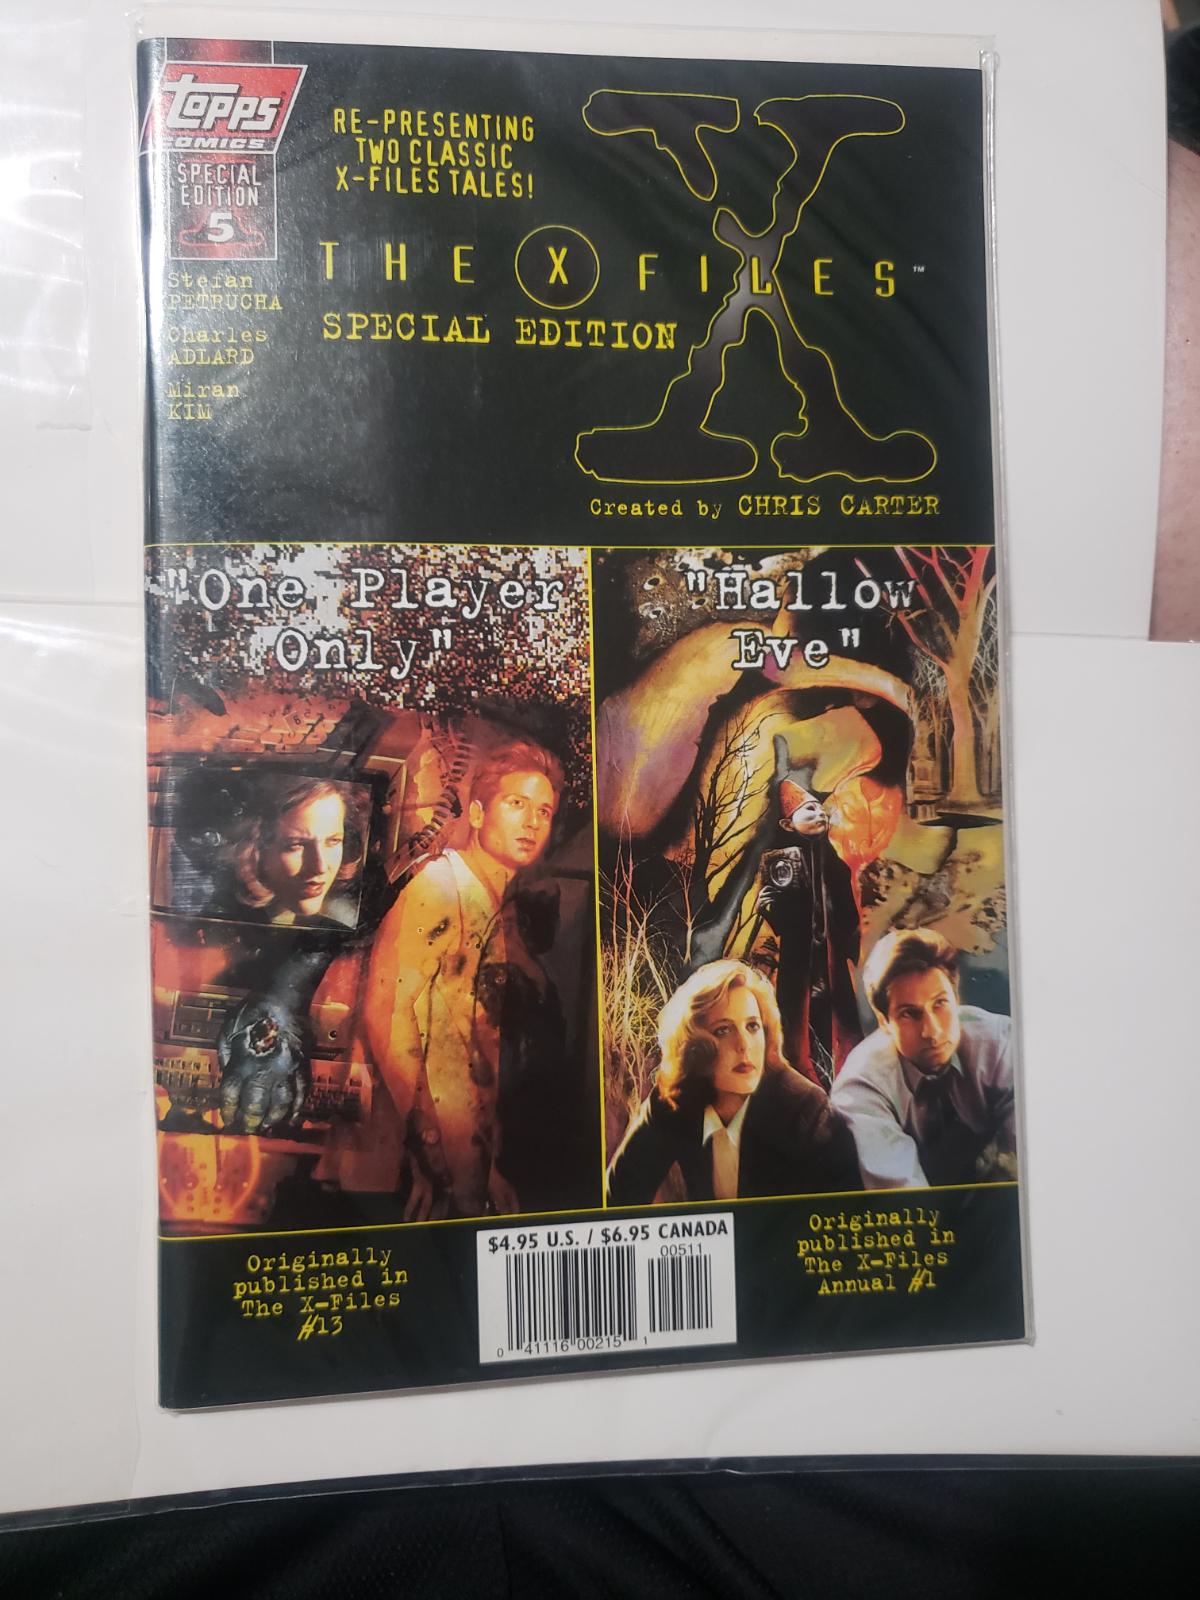 Topps
COMICS
SPECIAL
EDITION
5
Stefan
PETRUCHA
Charles
ADLARD
Miran
KIM
RE-PRESENTING
TWO CLASSIC
X-FILES TALES!
THE X FILES™
SPECIAL EDITION
Created by CHRIS CARTER
"One Player
Only"
"Hallow
Eve"
Originally
published in
The X-Files
#13
$4.95 U.S. / $6.95 CANADA
00511
0 41116 00215 1
Originally
published in
The X-Files
Annual #1